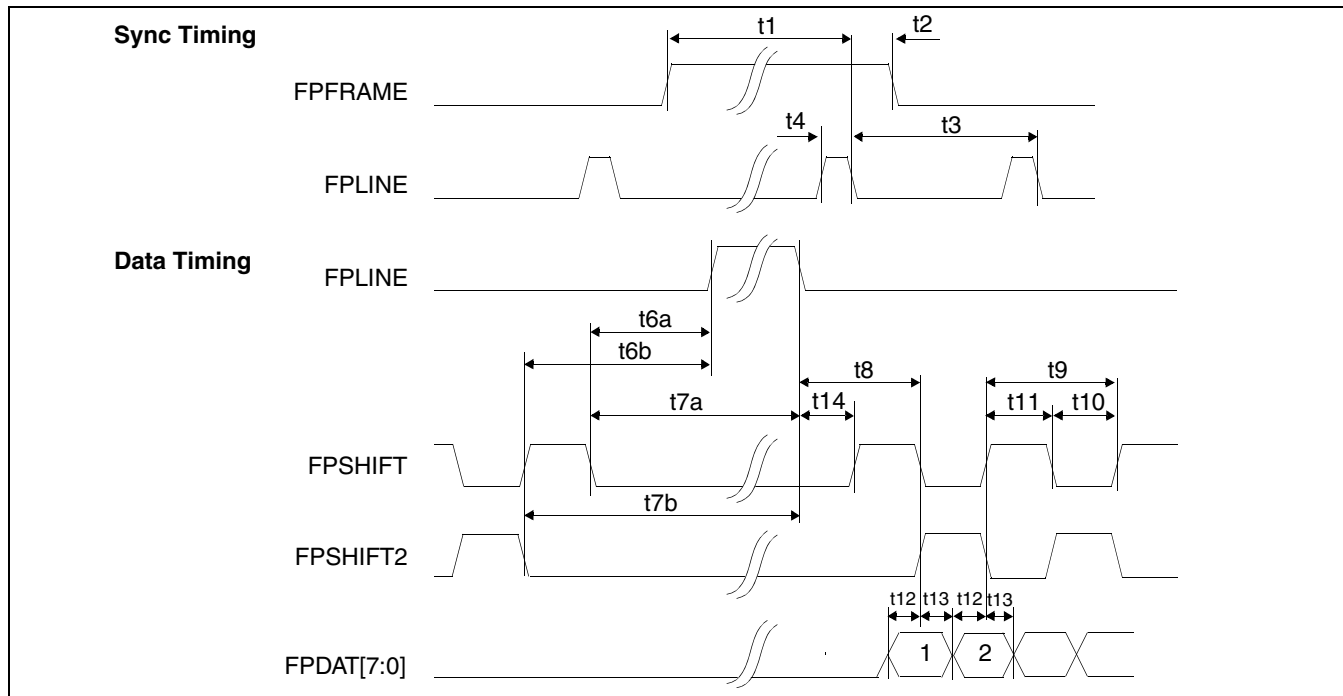 Sync Timing
t1
t2
FPFRAME
t4
t3
FPLINE
Data Timing
FPLINE
t6a
t6b
t8
t9
t7a
t14
t11
t10
FPSHIFT
t7b
FPSHIFT2
t12 t13 t12 t13
FPDAT[7:0]
1
2